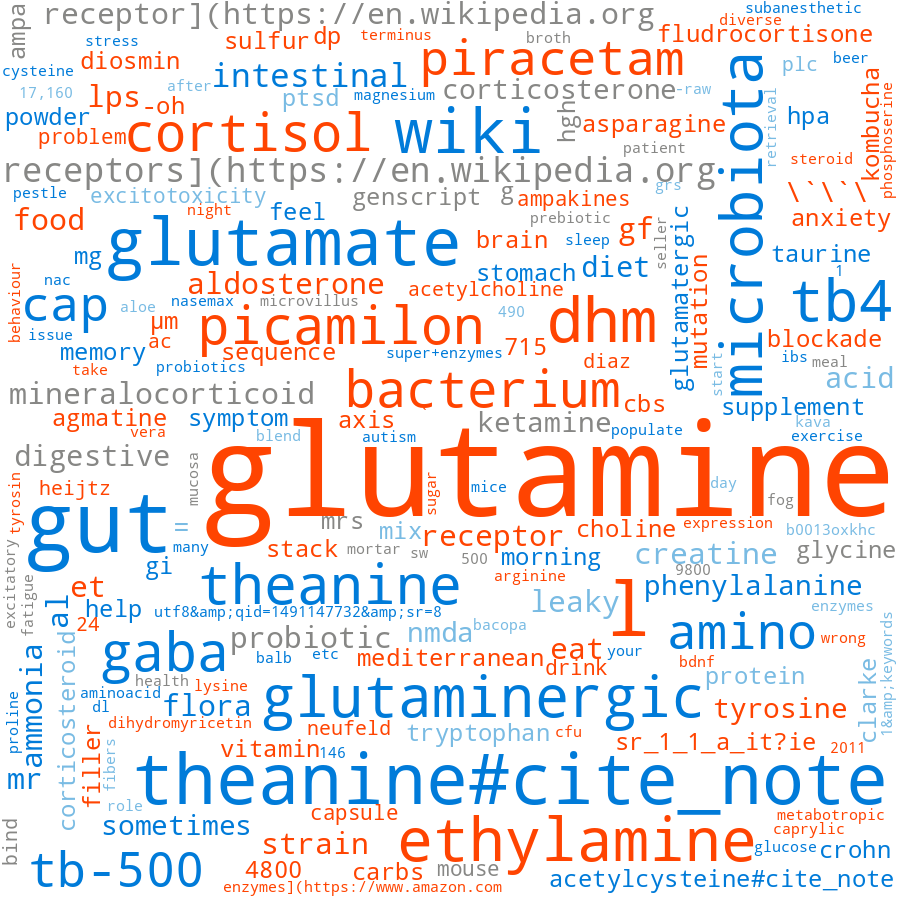 receptor](https://en.wikipedia.org
subanesthetic
diverse
ampa
stress
sulfur
dp
terminus
broth
fludrocortisone
cysteine
diosmin
intestinal
after
piracetam
plc
beer
17,160
lps
-oh
ptsd
magnesium
corticosterone
-raw
powder
hgh
asparagine
hpa
kombucha
phosphoserine
problem
cortisol
wiki
patient
retrieval
steroid
receptors](https://en.wikipedia.org
microbiota
\`\`\
pestle
excitotoxicity
genscript
g
ampakines
grs
food
night
feel
prebiotic
gf
seller
anxiety
glutamate
brain
sleep
glutamatergic
mg
stomach
diet
mutation
taurine
nac
aldosterone
acetylcholine
1
behaviour
cap
aloe
nasemax
microvillus
490
dhm
tb4
issue
µm
picamilon
ac
blockade
memory
sequence
super+enzymes
715
start
ibs
meal
take
probiotics
diaz
acid
mineralocorticoid
bacterium
cbs
supplement
agmatine
symptom
axis
ketamine
populate
kava
vera
blend
autism
exercise
digestive
glutamine
mucosa
tyrosin
heijtz
sugar
mice
day
fog
gut
=
mrs
mix
receptor
choline
expression
b0013oxkhc
many
stack
mortar
sw
500
morning
creatine
glycine
excitatory
gi
theanine
arginine
9800
fatigue
et
al
help
utf8&amp;qid=1491147732&amp;sr=8
leaky
l
phenylalanine
enzymes
24
probiotic
nmda
bacopa
amino
wrong
gaba
balb
etc
mediterranean
eat
your
bdnf
1&amp;keywords
ammonia
corticosteroid
health
drink
protein
clarke
aminoacid
lysine
proline
dl
flora
glutaminergic
tyrosine
dihydromyricetin
neufeld
tryptophan
cfu
filler
fibers
vitamin
146
sr_1_1_a_it?ie
2011
mr
theanine#cite_note
role
capsule
metabotropic
sometimes
caprylic
bind
strain
ethylamine
glucose
crohn
tb-500
4800
carbs
mouse
acetylcysteine#cite_note
enzymes](https://www.amazon.com